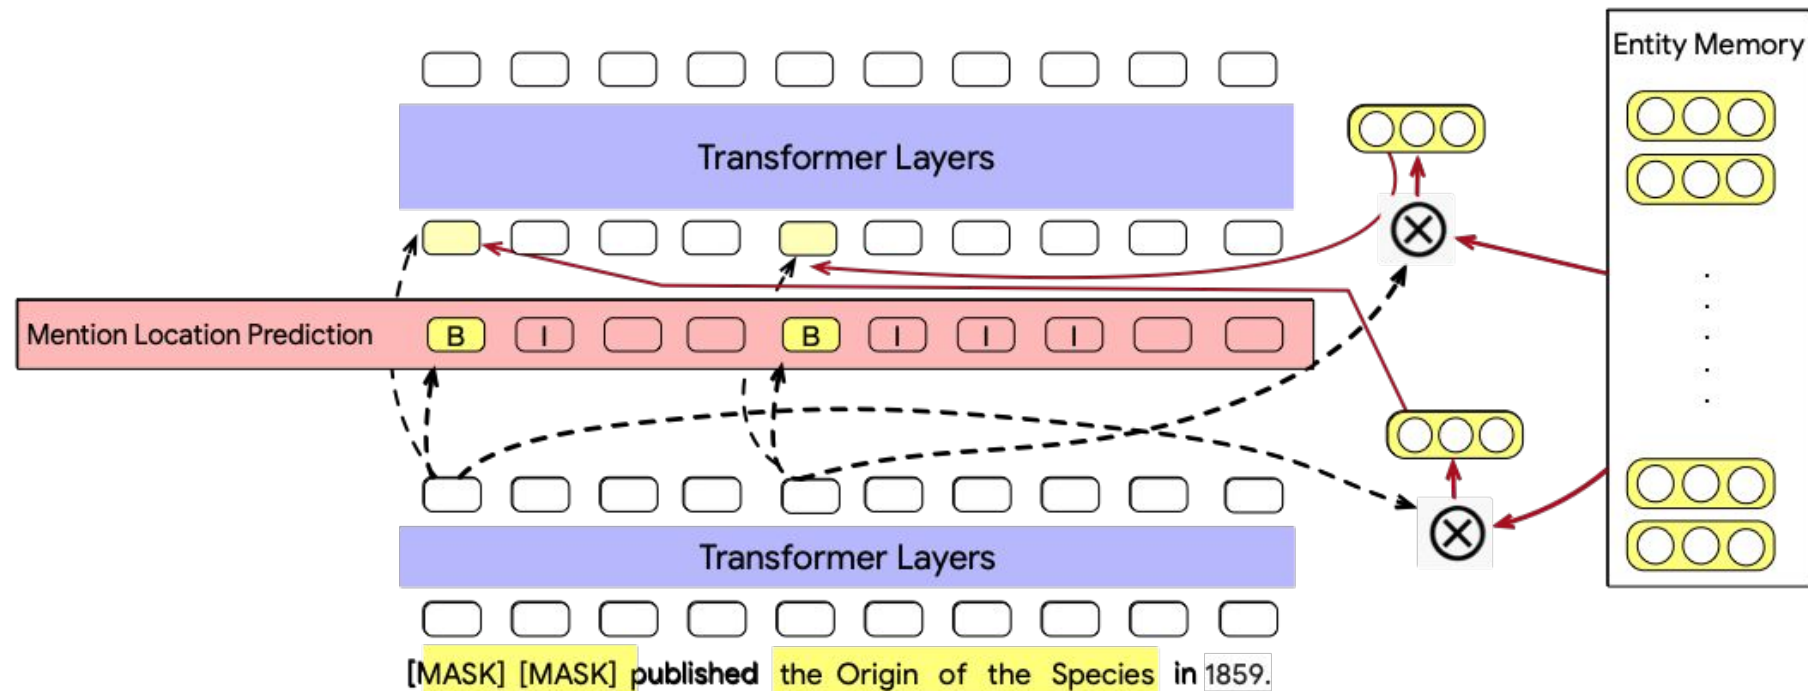 Entity Memory
Transformer Layers
Mention Location Prediction B I B I I I
Transformer Layers
[MASK] [MASK] published the Origin of the Species in 1859.